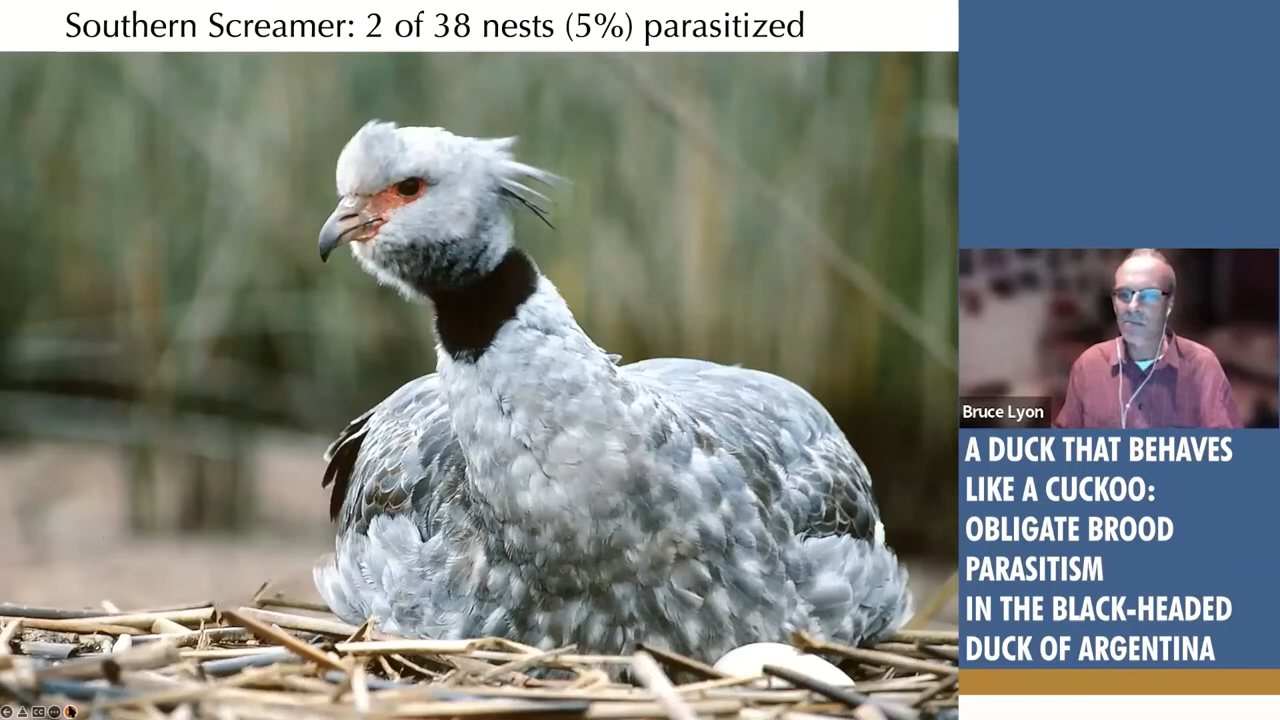 Southern Screamer: 2 of 38 nests (5%) parasitized
Bruce Lyon
A DUCK THAT BEHAVES
LIKE A CUCKOO:
OBLIGATE BROOD
PARASITISM
IN THE BLACK-HEADED
DUCK OF ARGENTINA